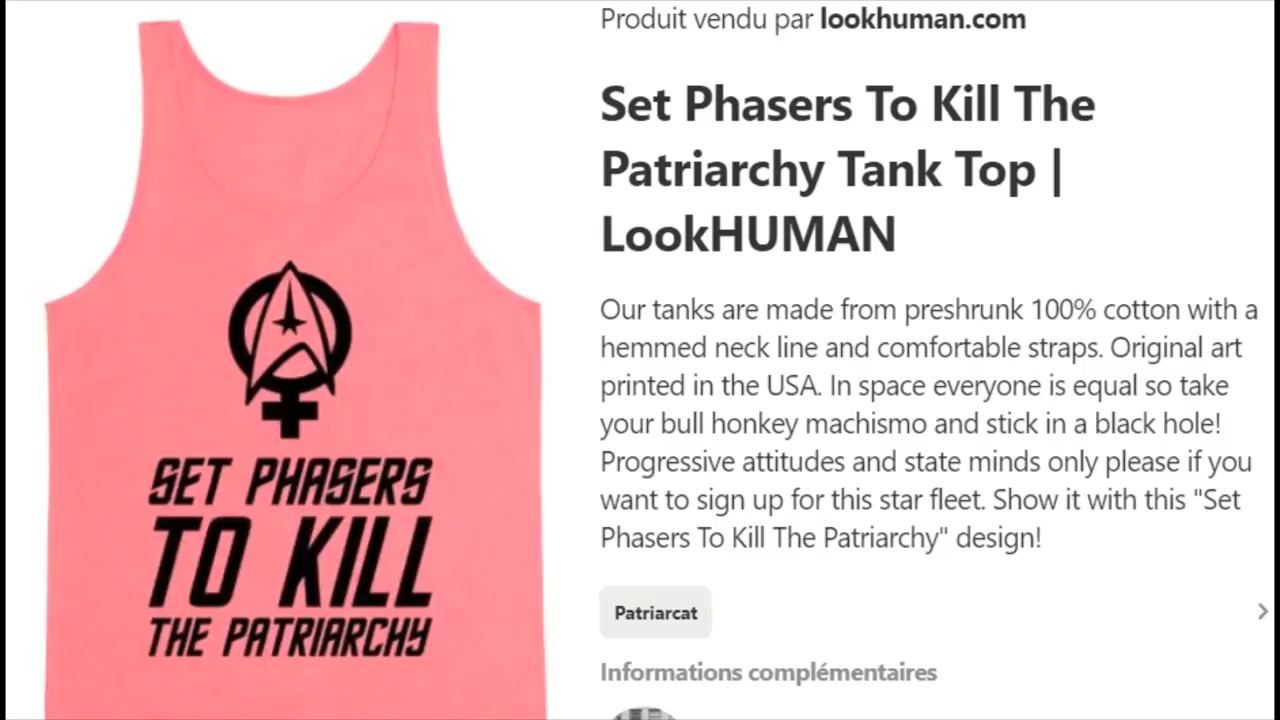 SET PHASERS
TO KILL
THE PATRIARCHY
Produit vendu par lookhuman.com
Set Phasers To Kill The
Patriarchy Tank Top |
LookHUMAN
Our tanks are made from preshrunk 100% cotton with a
hemmed neck line and comfortable straps. Original art
printed in the USA. In space everyone is equal so take
your bull honkey machismo and stick in a black hole!
Progressive attitudes and state minds only please if you
want to sign up for this star fleet. Show it with this "Set
Phasers To Kill The Patriarchy" design!
Patriarcat
Informations complémentaires